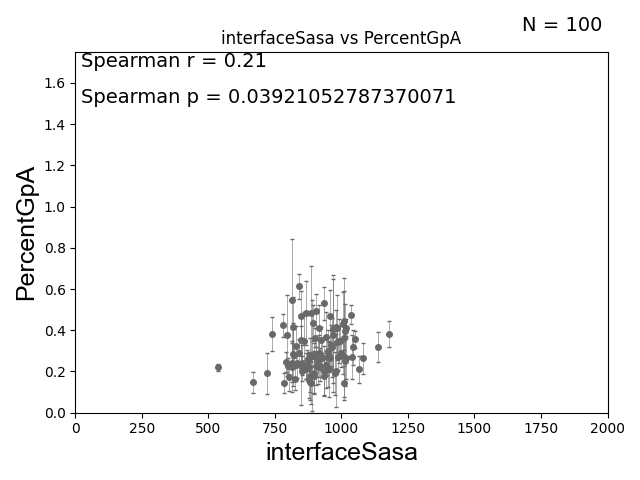 N = 100
interfaceSasa vs PercentGpA
Spearman r = 0.21
Spearman p = 0.03921052787370071
PercentGpA
1.6
1.4
1.2
1.0
0.8
0.6
0.4
0.2
0.0
0 250 500 750 1000 1250 1500 1750 2000
interfaceSasa